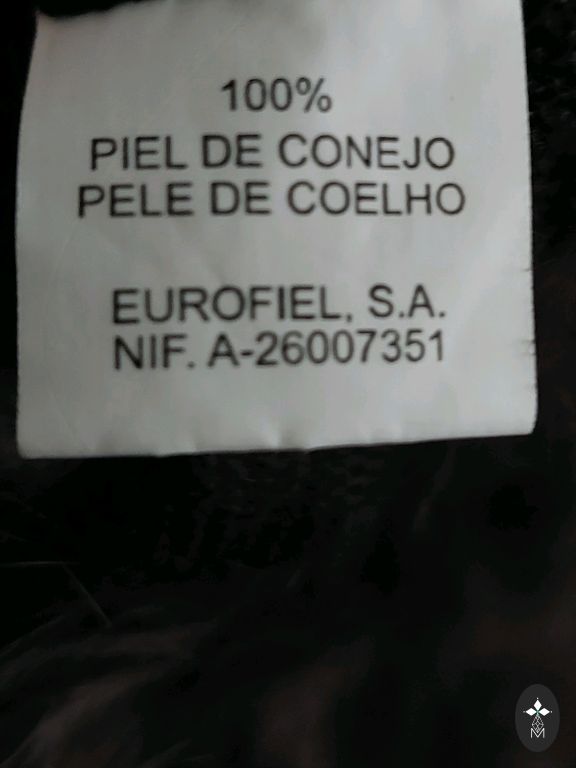 100%
PIEL DE CONEJO
PELE DE COELHO
EUROFIEL, S.A.
NIF. A-26007351